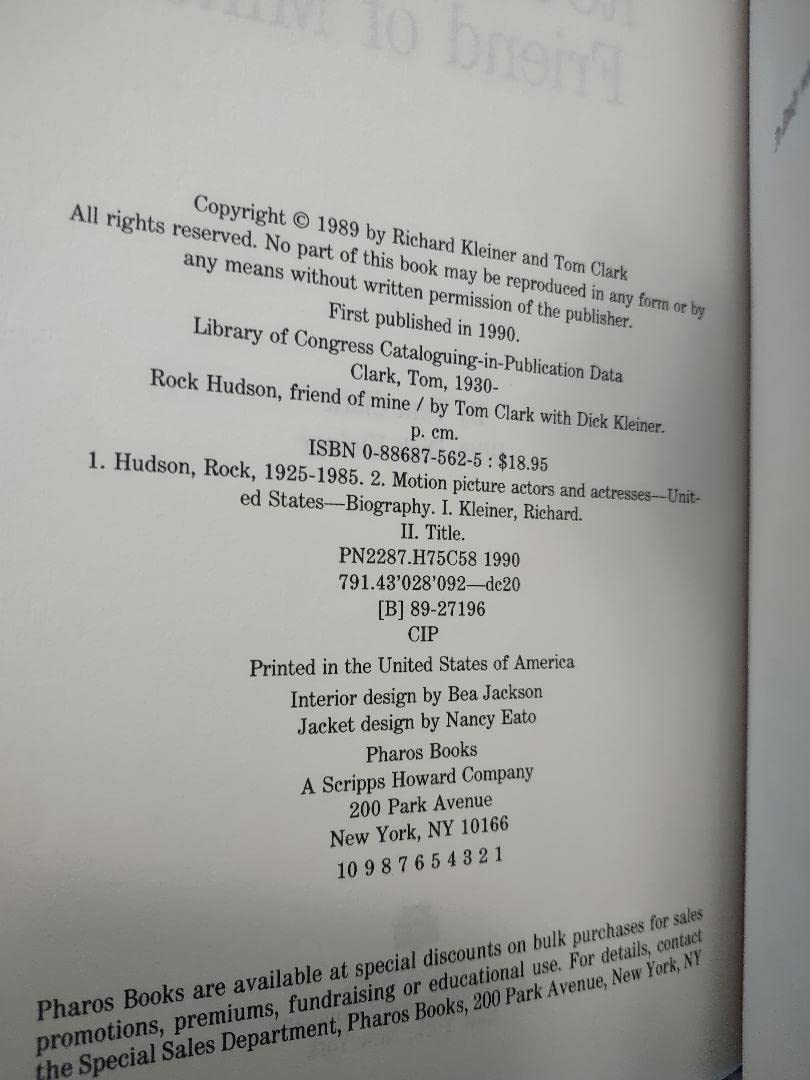 Copyright © 1989 by Richard Kleiner and Tom Clark
All rights reserved. No part of this book may be reproduced in any form or by
any means without written permission of the publisher.
First published in 1990.
Library of Congress Cataloguing-in-Publication Data
Clark, Tom, 1930-
Rock Hudson, friend of mine / by Tom Clark with Dick Kleiner.
p. cm.
ISBN 0-88687-562-5 : $18.95
1. Hudson, Rock, 1925-1985. 2. Motion picture actors and actresses—Unit-
ed States—Biography. I. Kleiner, Richard.
II. Title.
PN2287.H75C58 1990
791.43'028'092—dc20
[B] 89-27196
CIP
Printed in the United States of America
Interior design by Bea Jackson
Jacket design by Nancy Eato
Pharos Books
A Scripps Howard Company
200 Park Avenue
New York, NY 10166
10 9 8 7 6 5 4 3 2 1
Pharos Books are available at special discounts on bulk purchases for sales
promotions, premiums, fundraising or educational use. For details, contact
the Special Sales Department, Pharos Books, 200 Park Avenue, New York, NY